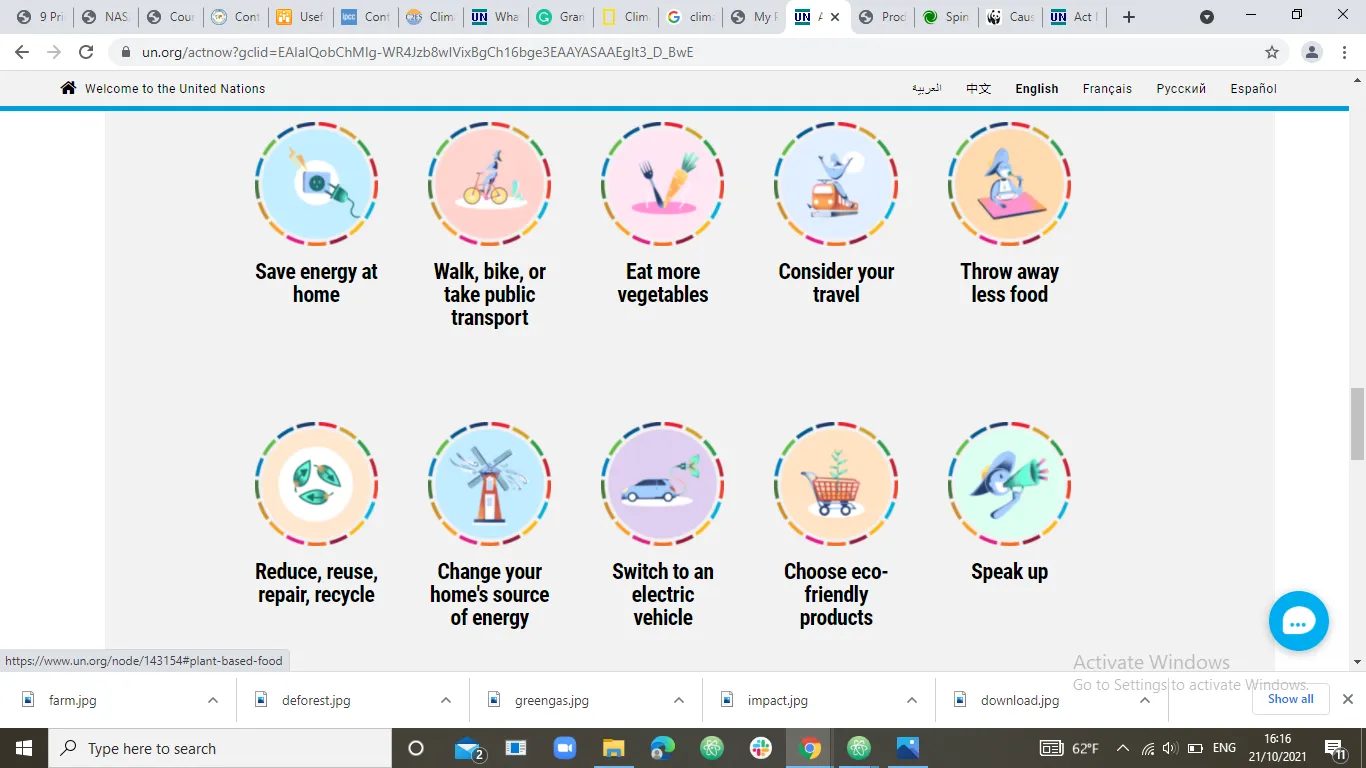 9 Pri NAS Cour Cont Usef Cont Clim Wha Gran Clim clim My F A Prod Spin Caus Act
un.org/actnow?gclid=EAIaIQobChMIg-WR4Jzb8wIVixBgCh16bge3EAAYASAAEgIt3_D_BwE
Welcome to the United Nations العربية 中文 English Français Русский Español
Save energy at
home
Walk, bike, or
take public
transport
Eat more
vegetables
Consider your
travel
Throw away
less food
Reduce, reuse,
repair, recycle
Change your
home's source
of energy
Switch to an
electric
vehicle
Choose eco-
friendly
products
Speak up
https://www.un.org/node/143154#plant-based-food
Activate Windows
Go to Settings to activate Windows.
farm.jpg deforest.jpg greengas.jpg impact.jpg download.jpg Show all
Type here to search 2 62°F ENG 16:16
21/10/2021 11